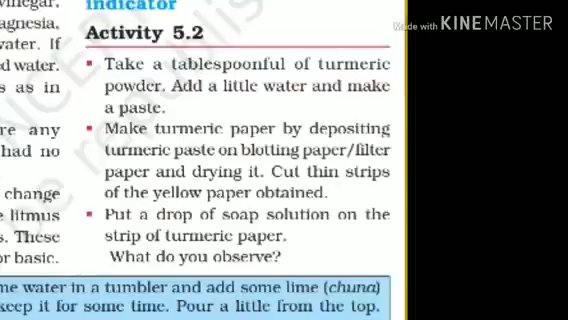 vinegar,
indicator
agnesia,
Activity 5.2
water. If
d water.
s as in
Take a tablespoonful of turmeric
powder. Add a little water and make
a paste.
re any
had no
Make turmeric paper by depositing
turmeric paste on blotting paper/filter
paper and drying it. Cut thin strips
of the yellow paper obtained.
change
e litmus
s. These
or basic.
Put a drop of soap solution on the
strip of turmeric paper.
What do you observe?
me water in a tumbler and add some lime (chuna)
keep it for some time. Pour a little from the top.
Made with KINEMASTER